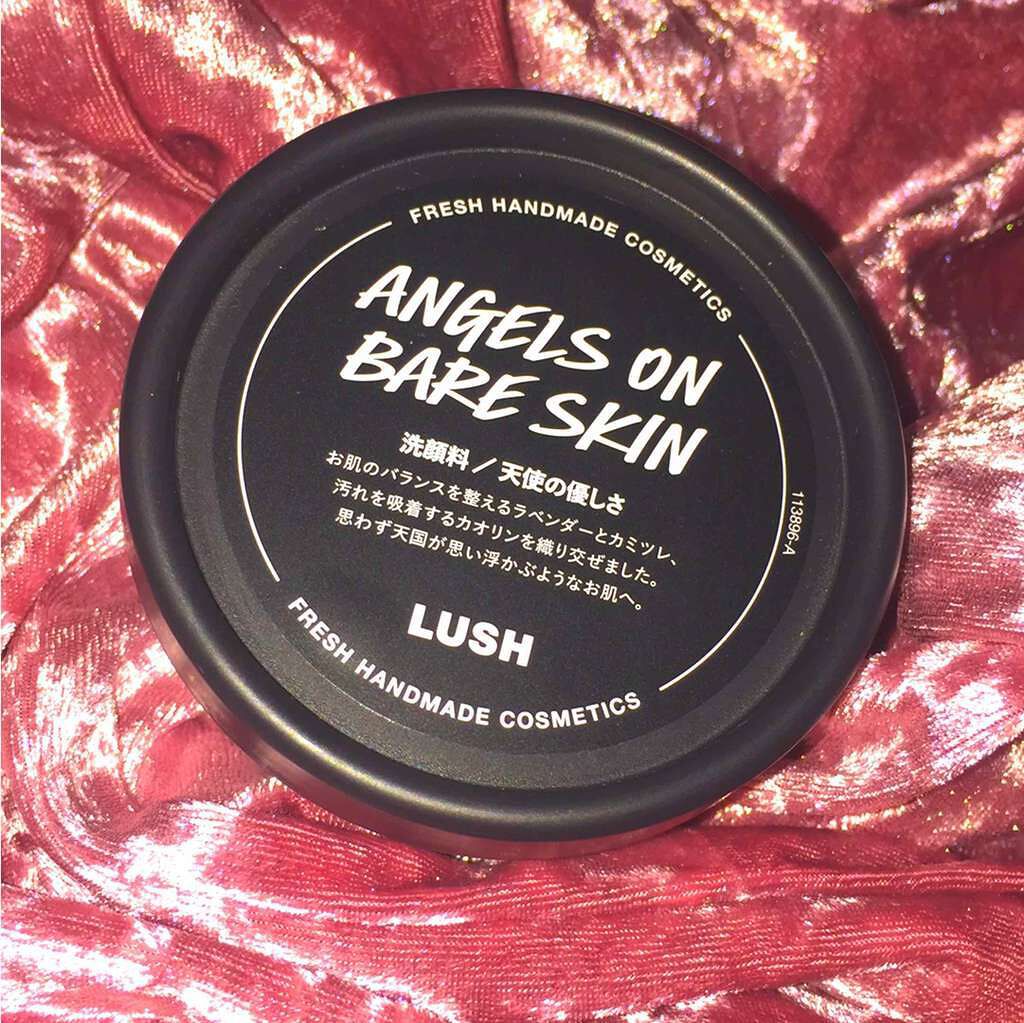 FRESH HANDMADE COSMETICS
ANGELS ON
BARE SKIN
洗顔料／天使の優しさ
お肌のバランスを整えるラベンダーとカミツレ、
汚れを吸着するカオリンを織り交ぜました。
思わず天国が思い浮かぶようなお肌へ。
LUSH
FRESH HANDMADE COSMETICS
113896-A